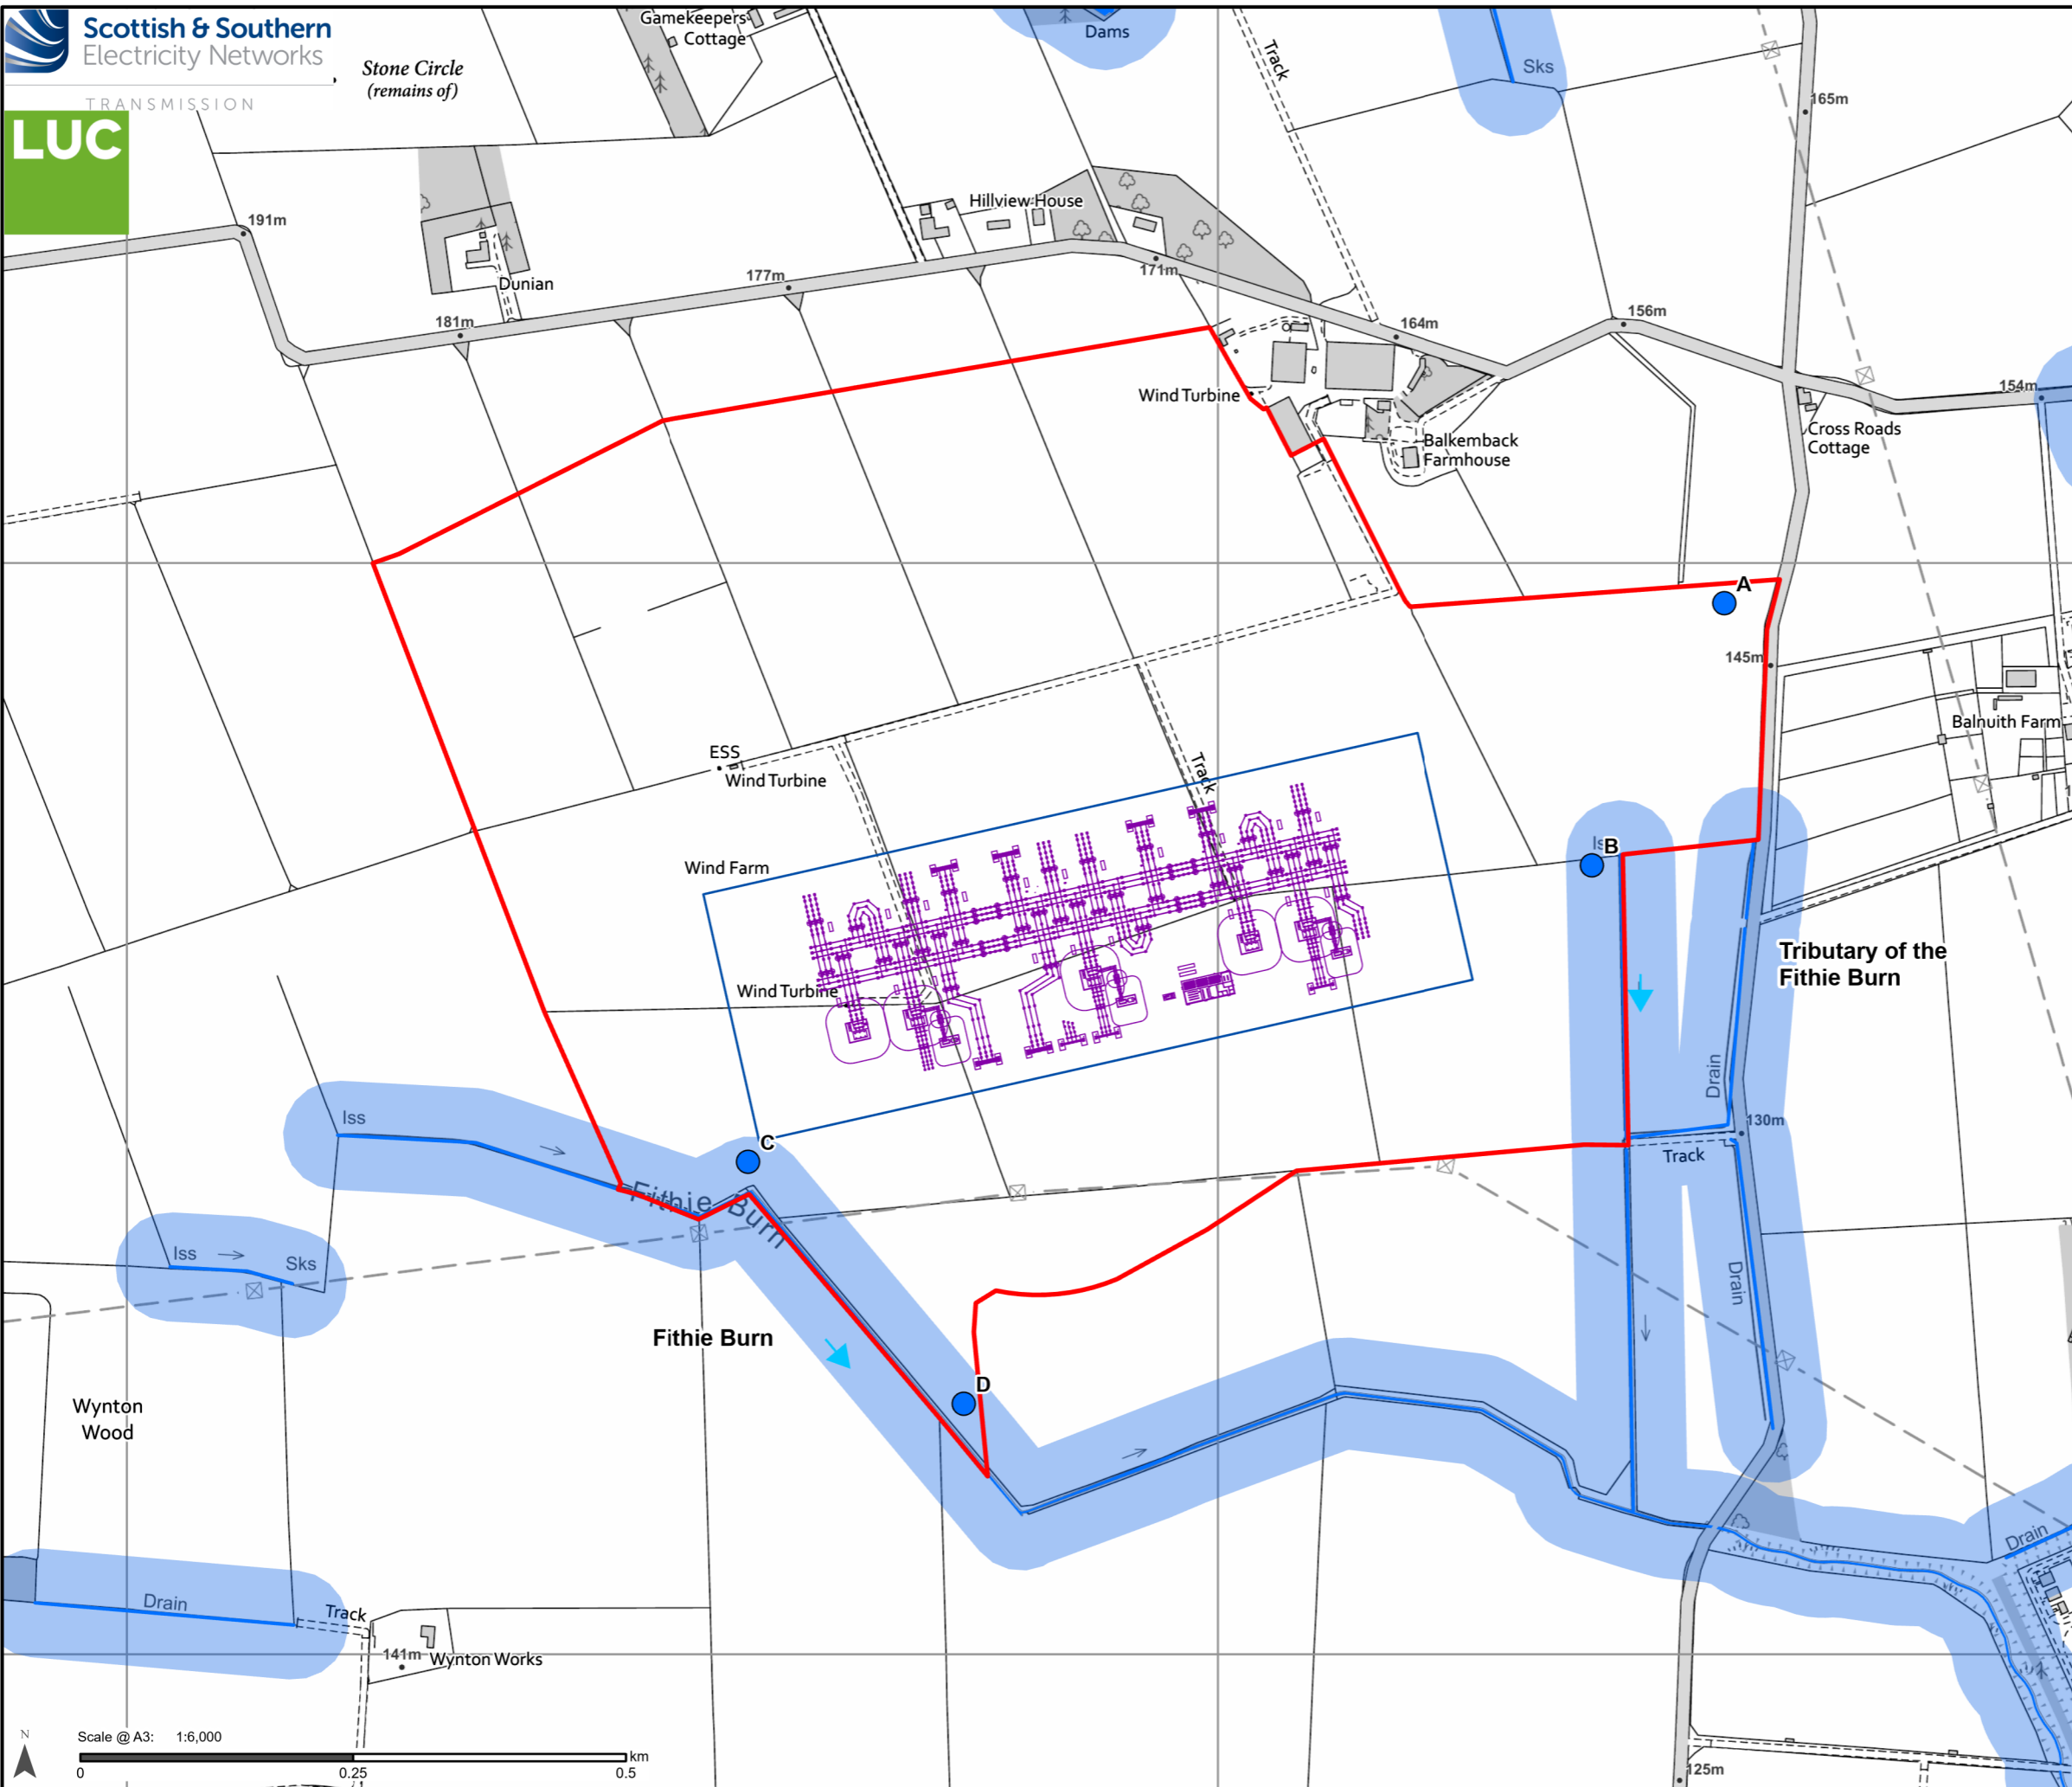 Scottish & Southern
Electricity Networks
TRANSMISSION
LUC
Stone Circle
(remains of)
Gamekeepers
Cottage
Dams
Track
Sks
165m
191m
Hillview House
Dunian
177m
171m
181m
164m
156m
154m
Wind Turbine
Balkemback
Farmhouse
Cross Roads
Cottage
A
145m
Balnuith Farm
ESS
Wind Turbine
Track
Wind Farm
B
Tributary of the
Fithie Burn
Wind Turbine
Drain
Iss
C
130m
Track
Fithie Burn
Iss
Sks
Drain
Fithie Burn
D
Wynton
Wood
Drain
Drain
Track
141m
Wynton Works
N
Scale @ A3: 1:6,000
km
0
0.25
0.5
125m